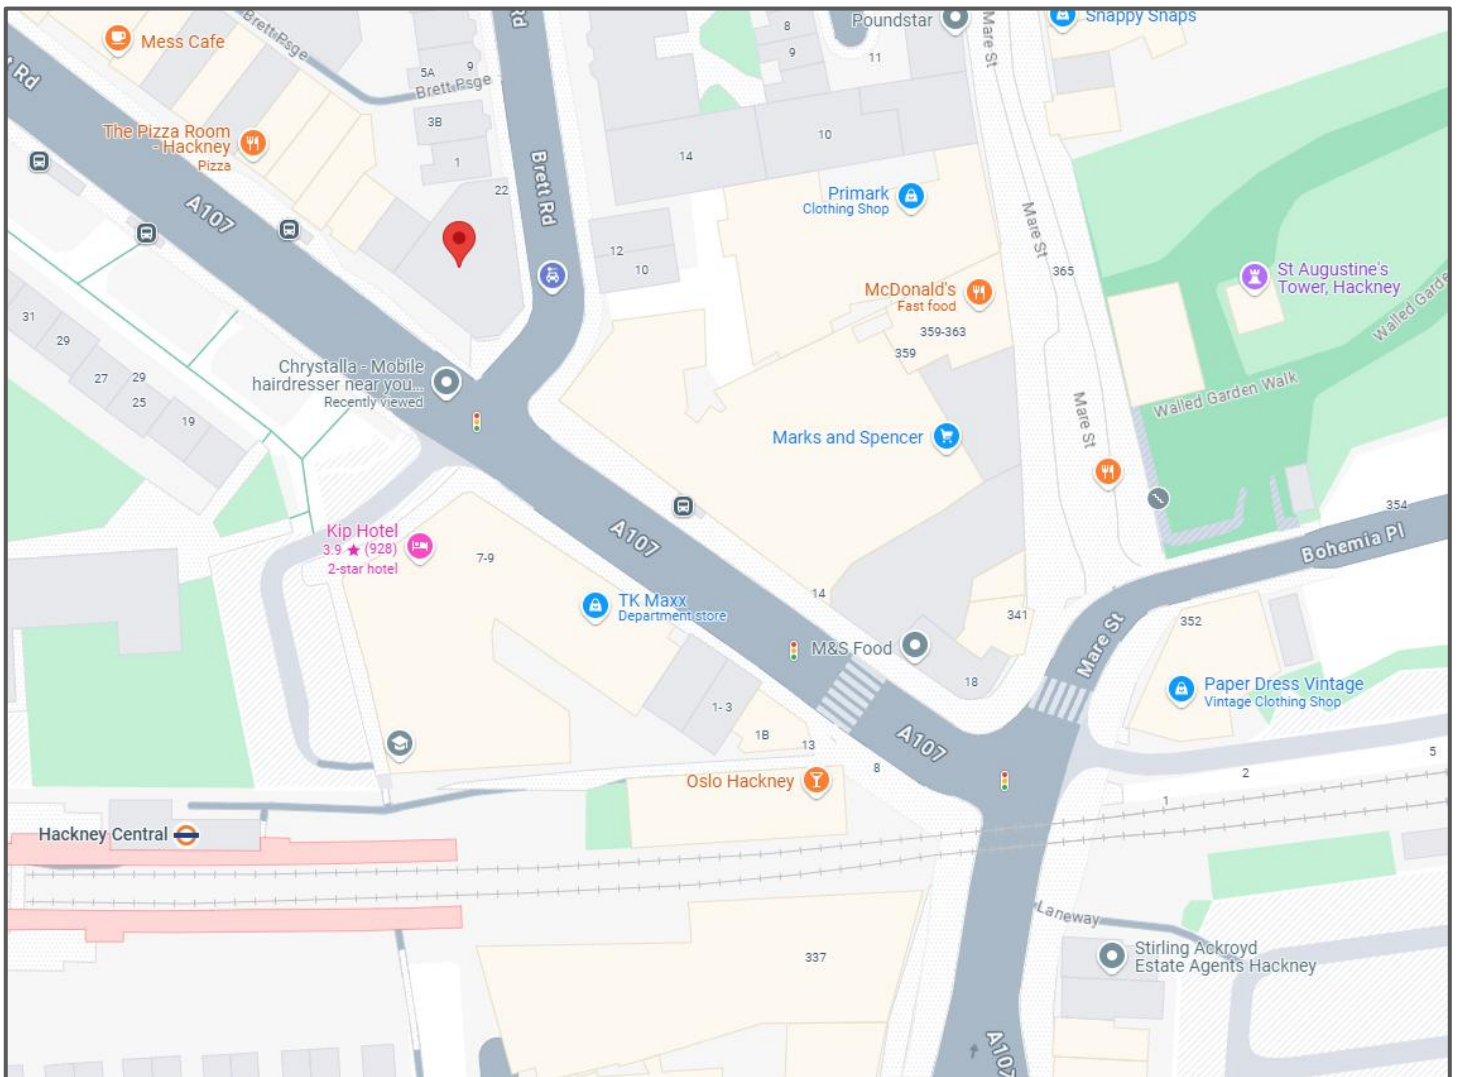 Brett Psge
Rd
Poundstar
Mare St
Snappy Snaps
Mess Cafe
8
9
11
5A
9
Brett Psge
Rd
3B
The Pizza Room
- Hackney
Pizza
1
14
10
Brett Rd
22
A107
Primark
Clothing Shop
Mare St
12
10
365
St Augustine's
Tower, Hackney
McDonald's
Fast food
359-363
359
31
29
27
29
25
19
Chrystalla - Mobile
hairdresser near you...
Recently viewed
Walled Garden Walk
Mare St
Marks and Spencer
Kip Hotel
3.9 ★ (928)
2-star hotel
7-9
A107
354
Bohemia Pl
TK Maxx
Department store
14
341
352
M&S Food
Mare St
18
Paper Dress Vintage
Vintage Clothing Shop
1-3
1B
13
A107
8
5
2
1
Oslo Hackney
Hackney Central
Laneway
337
Stirling Ackroyd
Estate Agents Hackney
A107